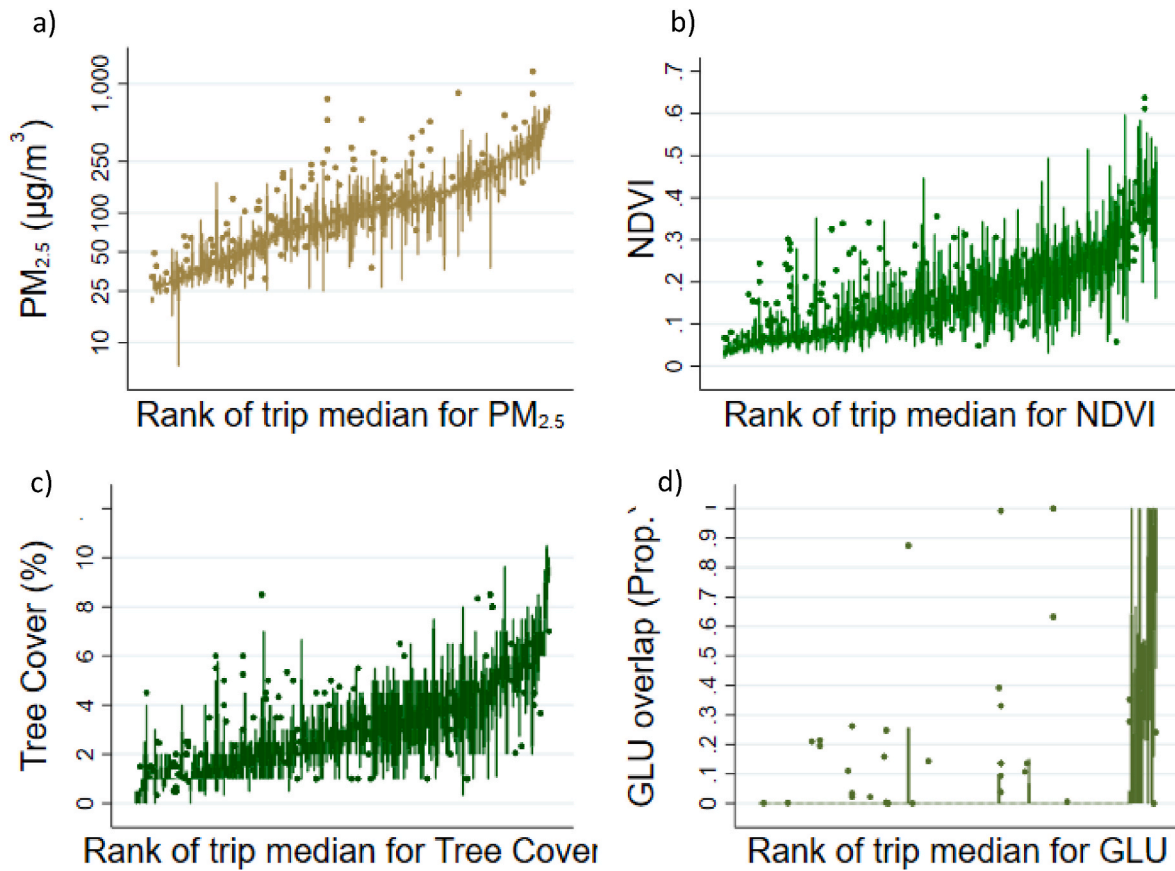 a)
PM2.5 (µg/m3)
1,000
250
100
50
25
10
Rank of trip median for PM2.5
b)
NDVI
.7
.6
.5
.4
.3
.2
.1
0
Rank of trip median for NDVI
c)
Tree Cover (%)
10
8
6
4
2
0
Rank of trip median for Tree Cover
d)
GLU overlap (Prop.
.9
.8
.7
.6
.5
.4
.3
.2
.1
0
Rank of trip median for GLU